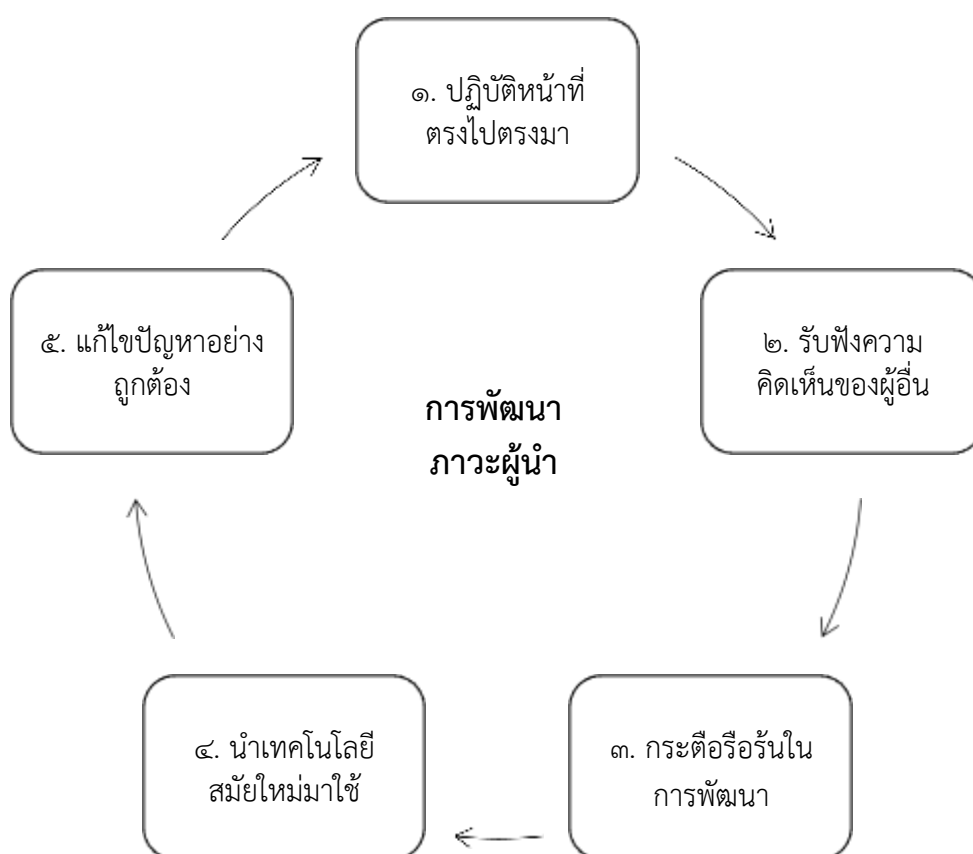 ๑. ปฏิบัติหน้าที่
ตรงไปตรงมา
๒. รับฟังความ
คิดเห็นของผู้อื่น
๓. กระตือรือร้นใน
การพัฒนา
๔. นำเทคโนโลยี
สมัยใหม่มาใช้
๕. แก้ไขปัญหาอย่าง
ถูกต้อง
การพัฒนา
ภาวะผู้นำ